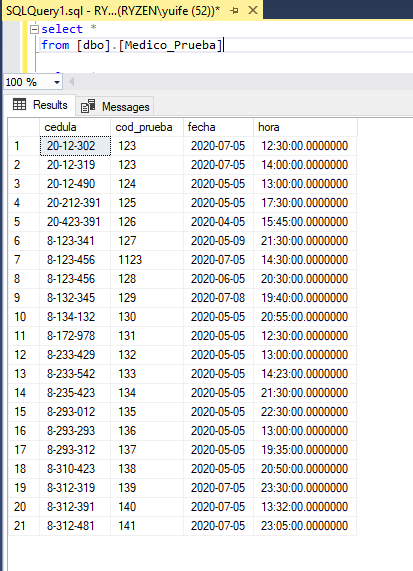 SQLQuery1.sql - RY...(RYZEN\yuife (52))*
select *
from [dbo].[Medico_Prueba]
100 %
Results Messages
cedula cod_prueba fecha hora
1 20-12-302 123 2020-07-05 12:30:00.0000000
2 20-12-319 123 2020-07-05 14:00:00.0000000
3 20-12-490 124 2020-05-05 13:00:00.0000000
4 20-212-391 125 2020-05-05 17:30:00.0000000
5 20-423-391 126 2020-04-05 15:45:00.0000000
6 8-123-341 127 2020-05-09 21:30:00.0000000
7 8-123-456 1123 2020-07-05 14:30:00.0000000
8 8-123-456 128 2020-06-05 20:30:00.0000000
9 8-132-345 129 2020-07-08 19:40:00.0000000
10 8-134-132 130 2020-05-05 20:55:00.0000000
11 8-172-978 131 2020-05-05 12:30:00.0000000
12 8-233-429 132 2020-05-05 13:00:00.0000000
13 8-233-542 133 2020-05-05 14:23:00.0000000
14 8-235-423 134 2020-05-05 21:30:00.0000000
15 8-293-012 135 2020-05-05 22:30:00.0000000
16 8-293-293 136 2020-05-05 13:00:00.0000000
17 8-293-312 137 2020-05-05 19:35:00.0000000
18 8-310-423 138 2020-05-05 20:50:00.0000000
19 8-312-319 139 2020-07-05 23:30:00.0000000
20 8-312-391 140 2020-07-05 13:32:00.0000000
21 8-312-481 141 2020-07-05 23:05:00.0000000